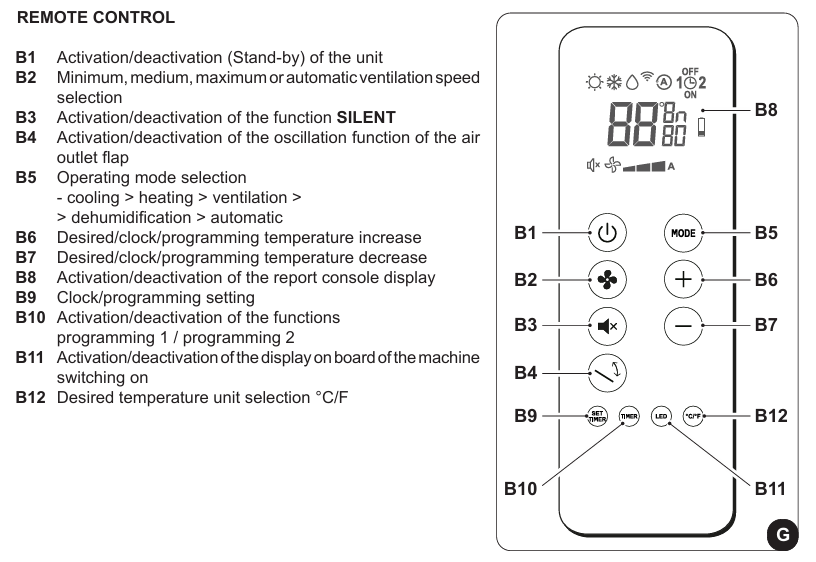 REMOTE CONTROL
B1 Activation/deactivation (Stand-by) of the unit
B2 Minimum, medium, maximum or automatic ventilation speed
selection
B3 Activation/deactivation of the function SILENT
B4 Activation/deactivation of the oscillation function of the air
outlet flap
B5 Operating mode selection
- cooling > heating > ventilation >
> dehumidification > automatic
B6 Desired/clock/programming temperature increase
B7 Desired/clock/programming temperature decrease
B8 Activation/deactivation of the report console display
B9 Clock/programming setting
B10 Activation/deactivation of the functions
programming 1 / programming 2
B11 Activation/deactivation of the display on board of the machine
switching on
B12 Desired temperature unit selection °C/F
OFF
A 1 2
ON
88 °8n
80
A
B8
B1 MODE B5
B2 B6
B3 B7
B4
B9 SET TIMER TIMER LED °C/°F B12
B10 B11
G